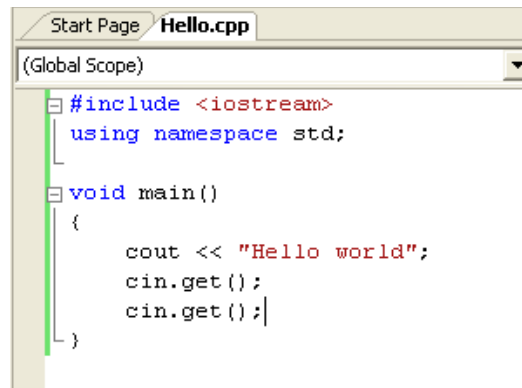 Start Page Hello.cpp
(Global Scope)
#include <iostream>
using namespace std;
void main()
{
cout << "Hello world";
cin.get();
cin.get();
}